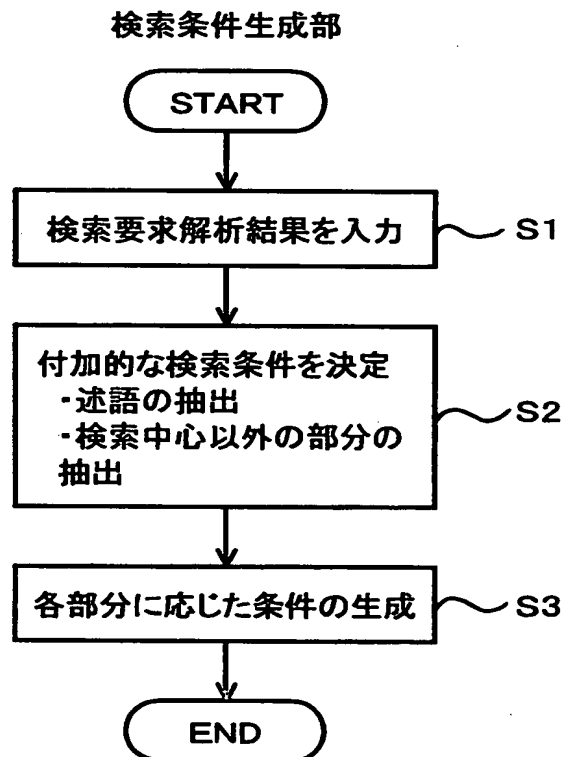 検索条件生成部
START
検索要求解析結果を入力
S1
付加的な検索条件を決定
・述語の抽出
・検索中心以外の部分の
抽出
S2
各部分に応じた条件の生成
S3
END